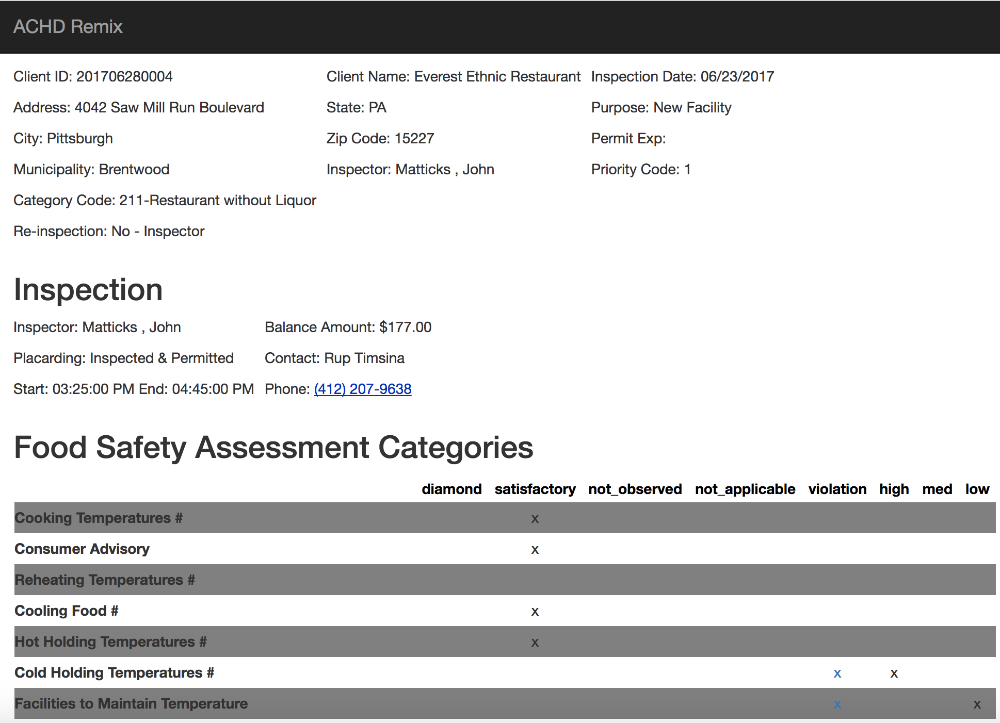 ACHD Remix
Client ID: 201706280004 Client Name: Everest Ethnic Restaurant Inspection Date: 06/23/2017
Address: 4042 Saw Mill Run Boulevard State: PA Purpose: New Facility
City: Pittsburgh Zip Code: 15227 Permit Exp:
Municipality: Brentwood Inspector: Matticks , John Priority Code: 1
Category Code: 211-Restaurant without Liquor
Re-inspection: No - Inspector
Inspection
Inspector: Matticks , John Balance Amount: $177.00
Placarding: Inspected & Permitted Contact: Rup Timsina
Start: 03:25:00 PM End: 04:45:00 PM Phone: (412) 207-9638
Food Safety Assessment Categories
diamond satisfactory not_observed not_applicable violation high med low
Cooking Temperatures # x
Consumer Advisory x
Reheating Temperatures #
Cooling Food # x
Hot Holding Temperatures # x
Cold Holding Temperatures # x x
Facilities to Maintain Temperature x x